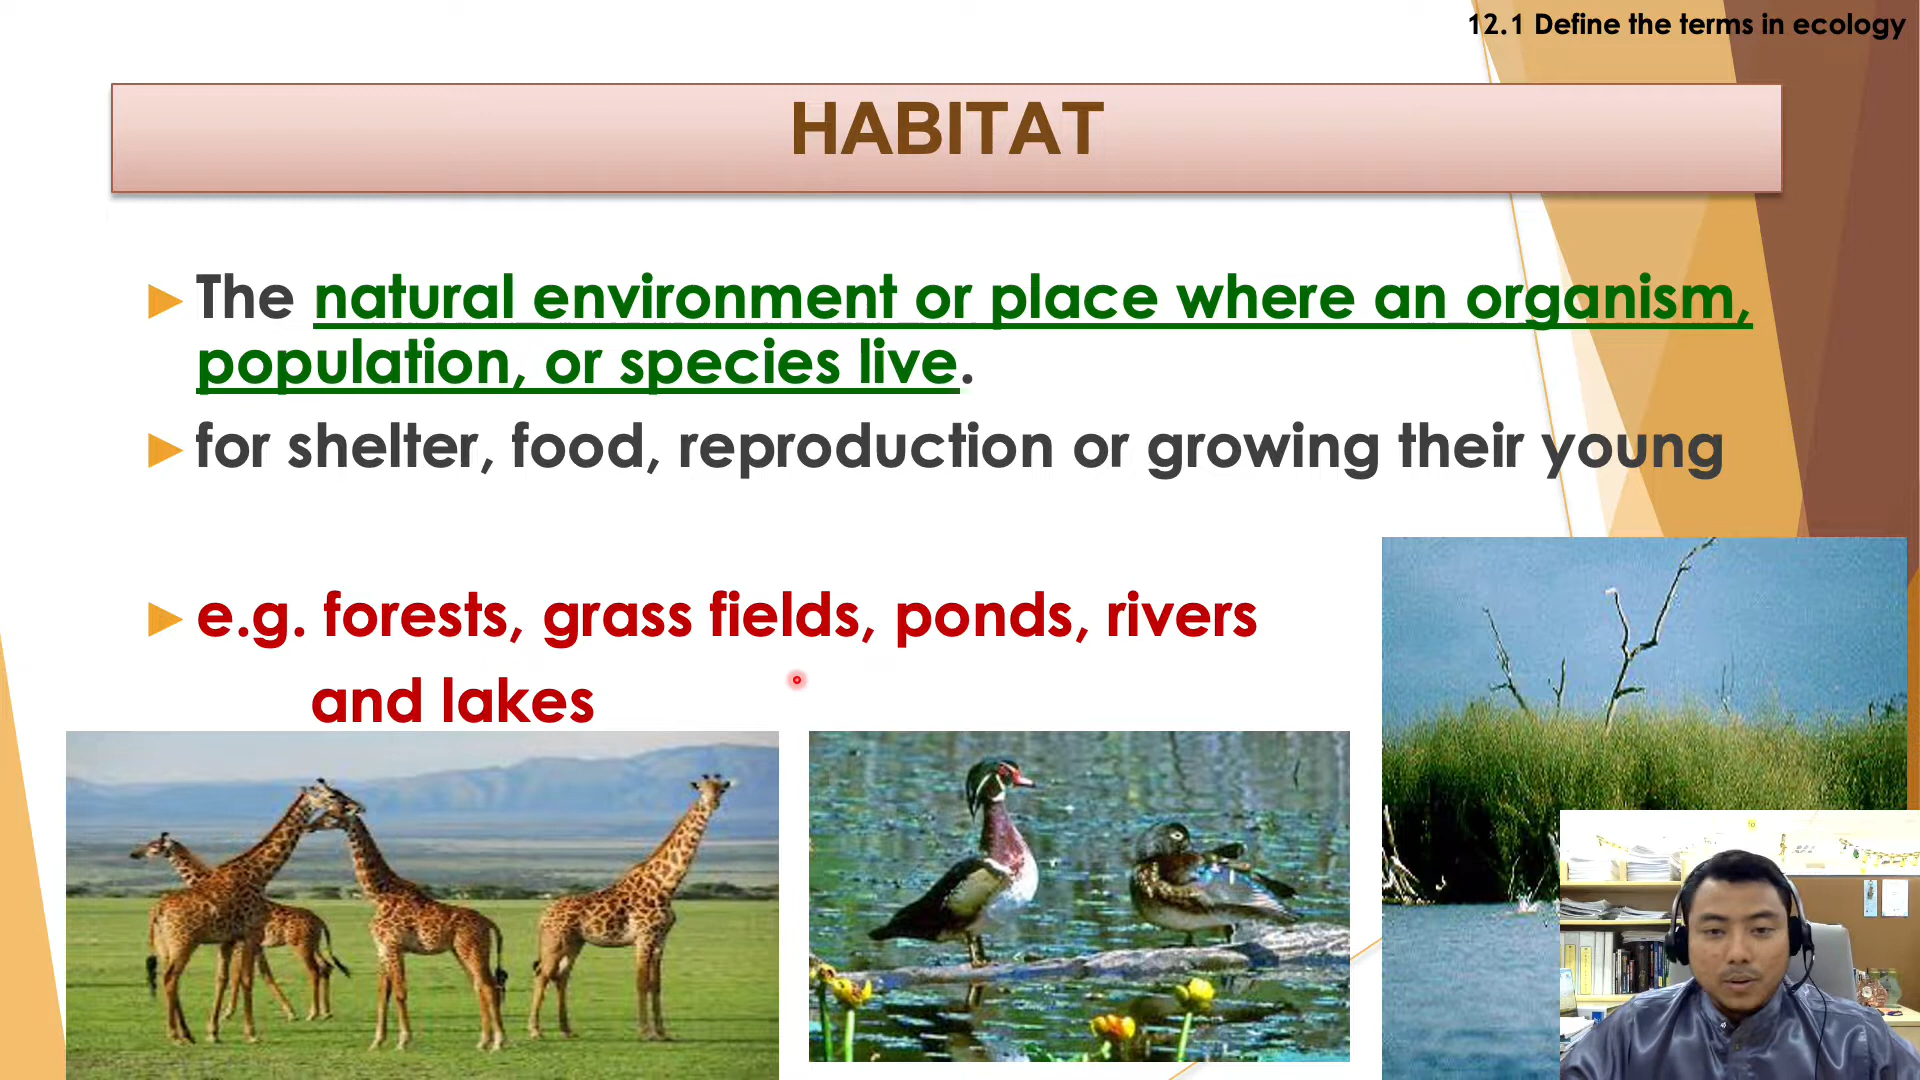 12.1 Define the terms in ecology
HABITAT
The natural environment or place where an organism,
population, or species live.
for shelter, food, reproduction or growing their young
e.g. forests, grass fields, ponds, rivers
and lakes